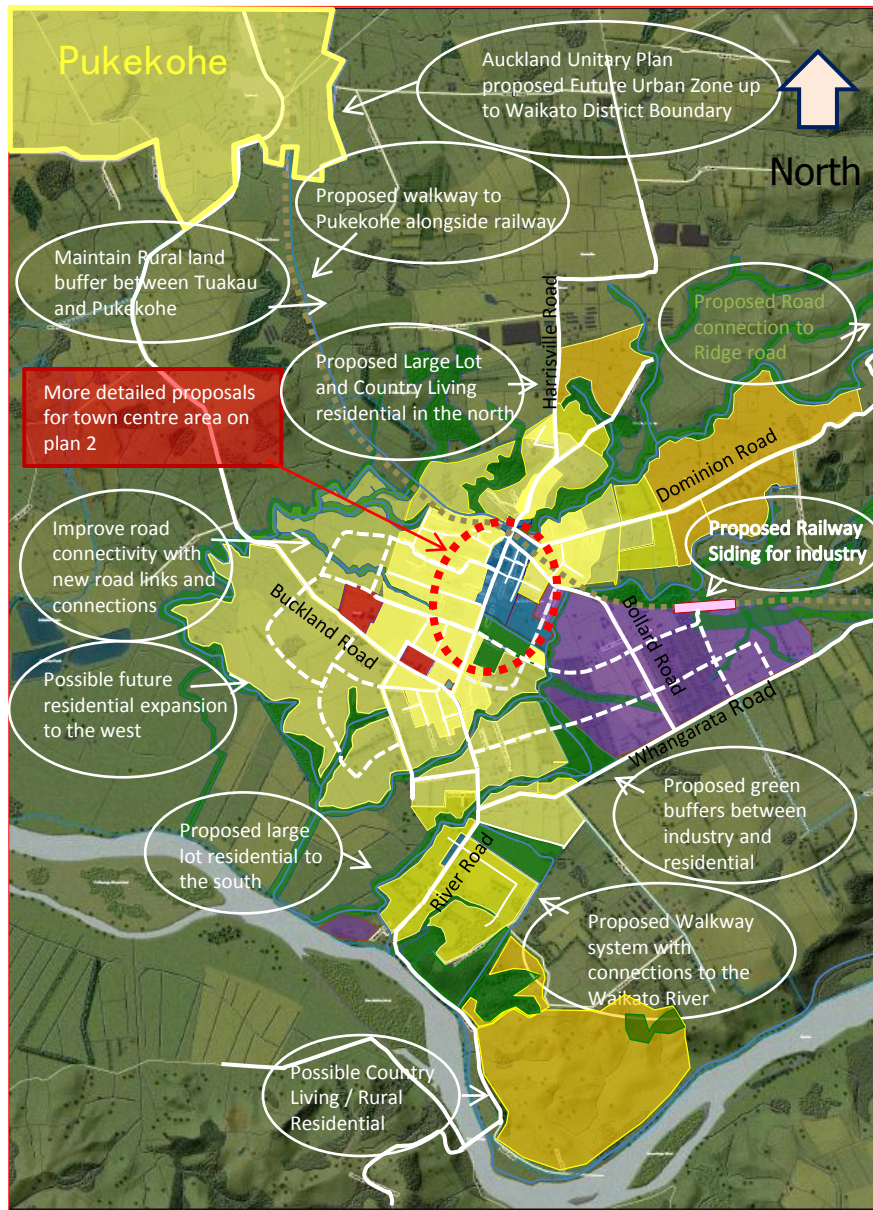 Pukekohe
Auckland Unitary Plan
proposed Future Urban Zone up
to Waikato District Boundary
North
Proposed walkway to
Pukekohe alongside railway
Maintain Rural land
buffer between Tuakau
and Pukekohe
Proposed Road
connection to
Ridge road
Harrisville Road
Proposed Large Lot
and Country Living
residential in the north
More detailed proposals
for town centre area on
plan 2
Dominion Road
Improve road
connectivity with
new road links and
connections
Proposed Railway
Siding for industry
Buckland Road
Bollard Road
Possible future
residential expansion
to the west
Whangarata Road
Proposed green
buffers between
industry and
residential
Proposed large
lot residential to
the south
River Road
Proposed Walkway
system with
connections to the
Waikato River
Possible Country
Living / Rural
Residential